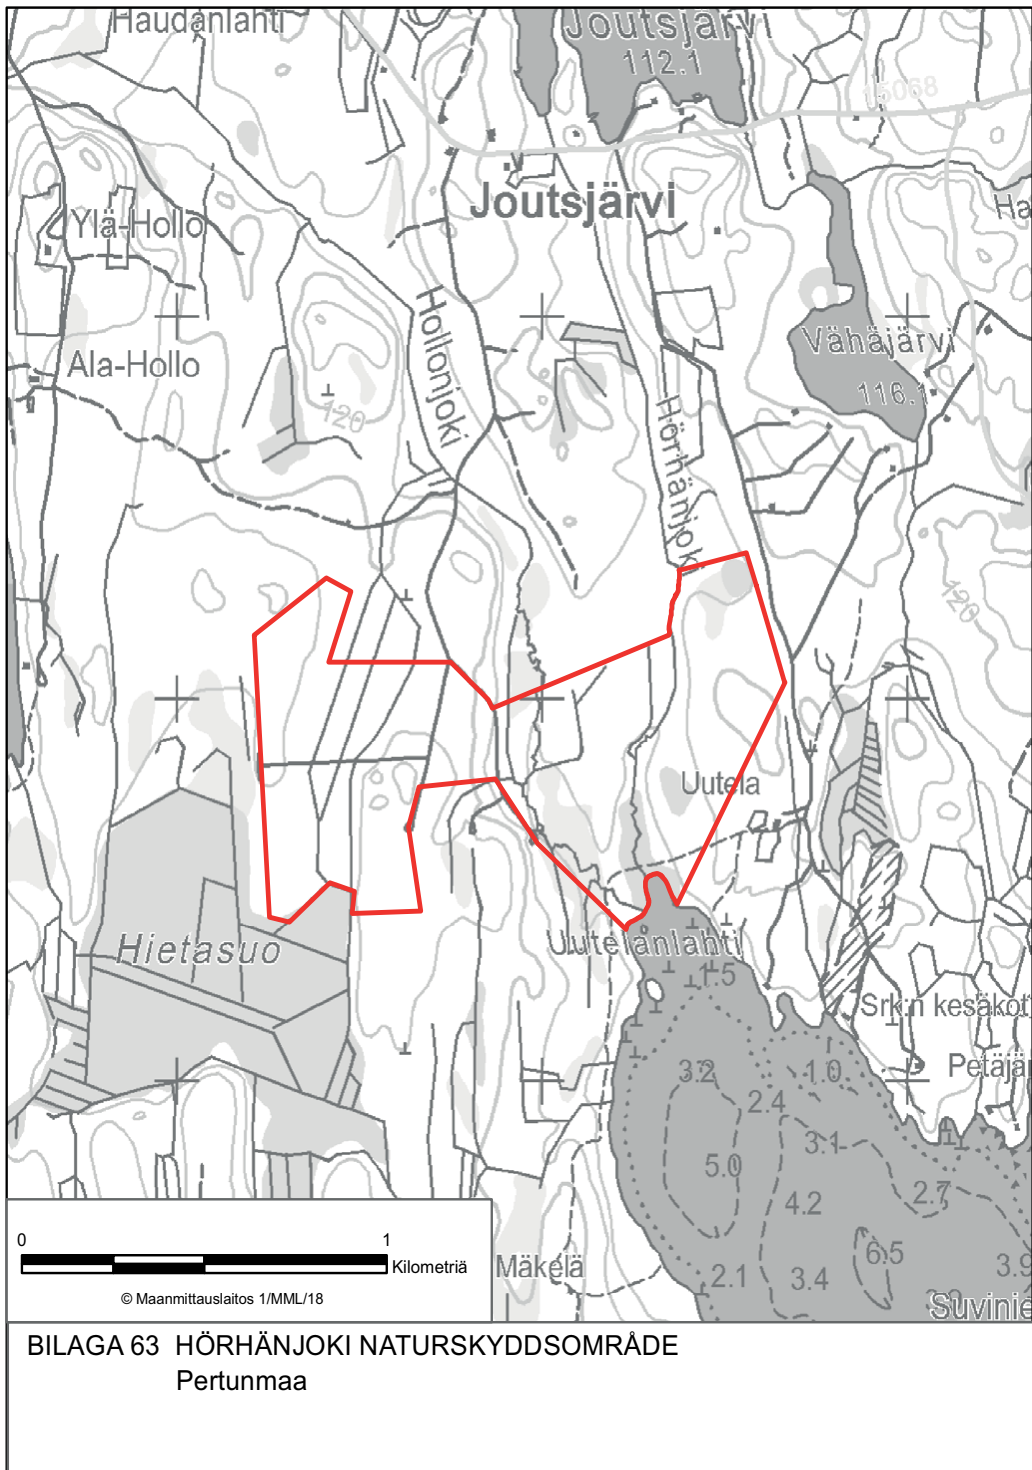 Haudanlahti
Joutsjärvi
112.1
15068
Joutsjärvi
Ylä-Hollo
Ha
Hollonjoki
Ala-Hollo
120
Hörhänjoki
Vähäjärvi
116.1
120
Uutela
Hietasuo
Uutelanlahti
1.5
Srk:n kesäkot
Petäjä
3.2
1.0
2.4
3.1
5.0
4.2
2.7
6.5
3.9
2.1
3.4
Mäkelä
Suvinie
0 1
Kilometriä
© Maanmittauslaitos 1/MML/18
BILAGA 63 HÖRHÄNJOKI NATURSKYDDSOMRÅDE
Pertunmaa